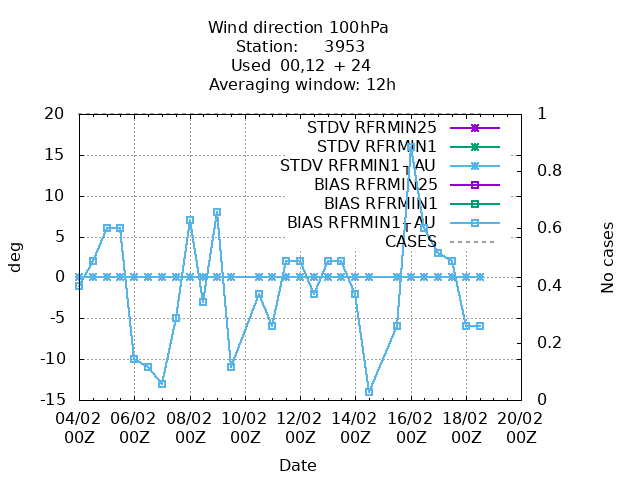 Wind direction 100hPa
Station: 3953
Used 00,12 + 24
Averaging window: 12h
20
15
10
5
0
-5
-10
-15
deg
1
0.8
0.6
0.4
0.2
0
No cases
STDV RFRMIN25
STDV RFRMIN1
STDV RFRMIN1+AU
BIAS RFRMIN25
BIAS RFRMIN1
BIAS RFRMIN1+AU
CASES
04/02 06/02 08/02 10/02 12/02 14/02 16/02 18/02 20/02
00Z 00Z 00Z 00Z 00Z 00Z 00Z 00Z 00Z
Date